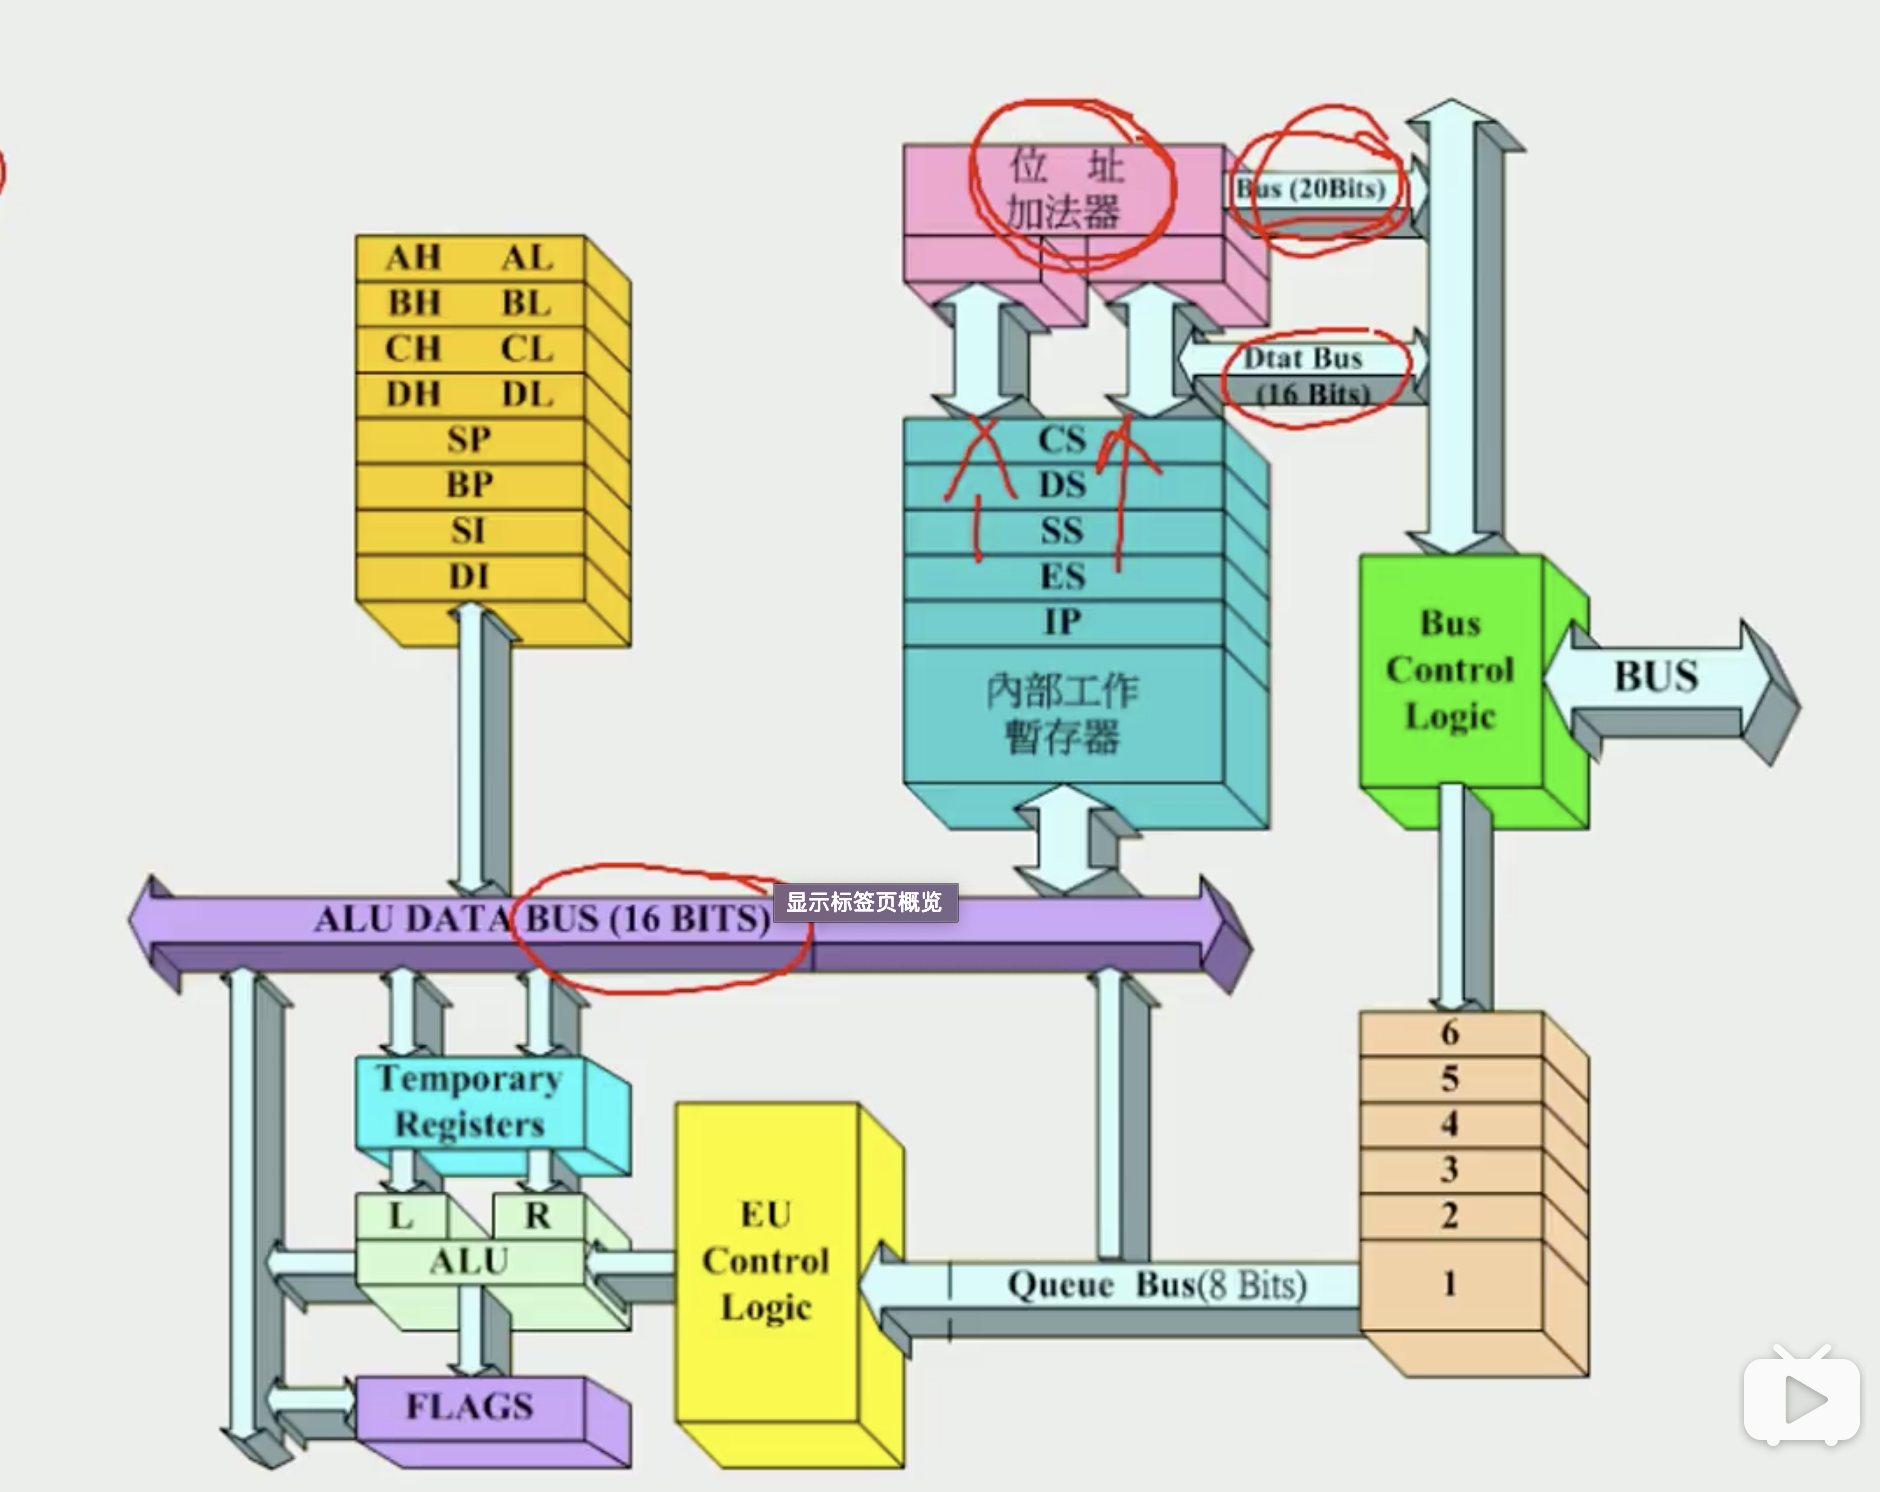 位 址
加法器
Bus (20Bits)
AH AL
BH BL
CH CL
DH DL
SP
BP
SI
DI
Dtat Bus
(16 Bits)
CS
DS
SS
ES
IP
內部工作
暫存器
Bus
Control
Logic
BUS
ALU DATA BUS (16 BITS)
显示标签页概览
Temporary
Registers
L R
ALU
FLAGS
EU
Control
Logic
Queue Bus(8 Bits)
6
5
4
3
2
1